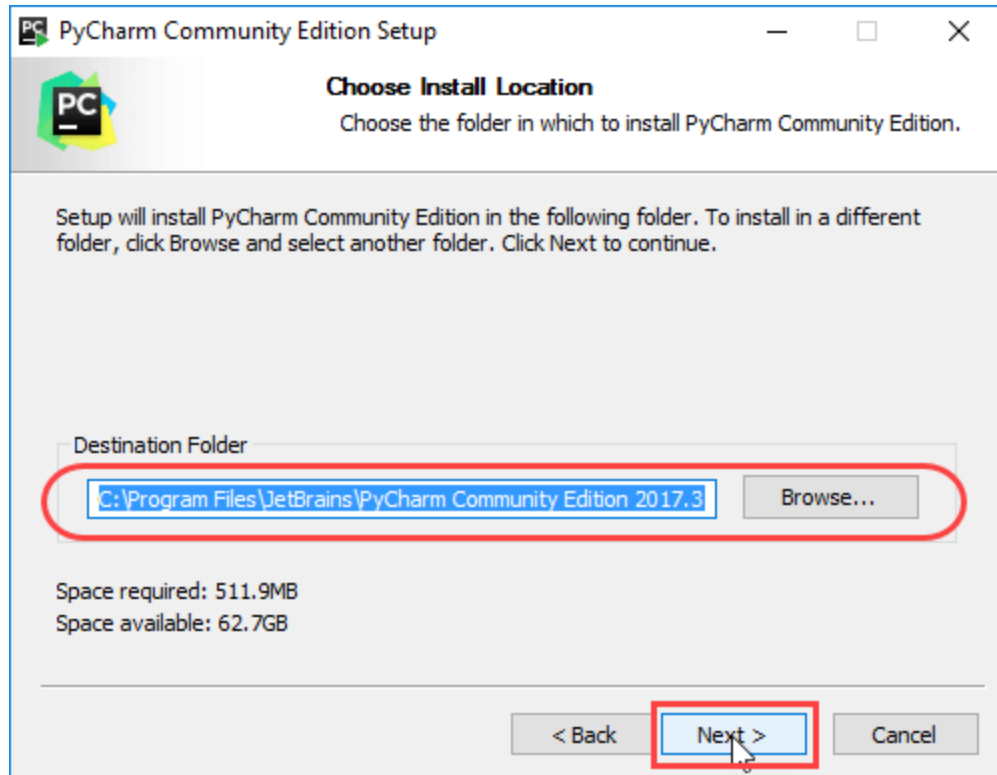 PC PyCharm Community Edition Setup
PC
Choose Install Location
Choose the folder in which to install PyCharm Community Edition.
Setup will install PyCharm Community Edition in the following folder. To install in a different
folder, click Browse and select another folder. Click Next to continue.
Destination Folder
C:\Program Files\JetBrains\PyCharm Community Edition 2017.3
Browse...
Space required: 511.9MB
Space available: 62.7GB
< Back Next > Cancel